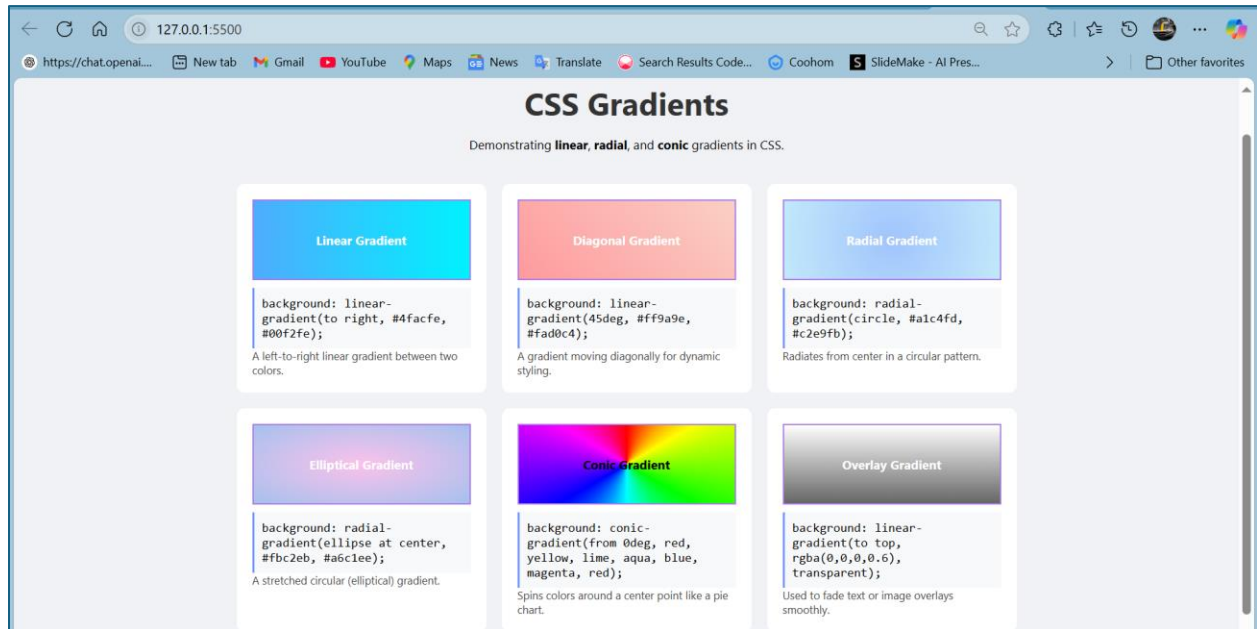 127.0.0.1:5500
https://chat.openai.... New tab Gmail YouTube Maps News Translate Search Results Code... Coohom SlideMake - AI Pres... Other favorites
CSS Gradients
Demonstrating linear, radial, and conic gradients in CSS.
Linear Gradient
background: linear-
gradient(to right, #4facfe,
#00f2fe);
A left-to-right linear gradient between two
colors.
Diagonal Gradient
background: linear-
gradient(45deg, #ff9a9e,
#fad0c4);
A gradient moving diagonally for dynamic
styling.
Radial Gradient
background: radial-
gradient(circle, #a1c4fd,
#c2e9fb);
Radiates from center in a circular pattern.
Elliptical Gradient
background: radial-
gradient(ellipse at center,
#fbc2eb, #a6c1ee);
A stretched circular (elliptical) gradient.
Conic Gradient
background: conic-
gradient(from 0deg, red,
yellow, lime, aqua, blue,
magenta, red);
Spins colors around a center point like a pie
chart.
Overlay Gradient
background: linear-
gradient(to top,
rgba(0,0,0,0.6),
transparent);
Used to fade text or image overlays
smoothly.